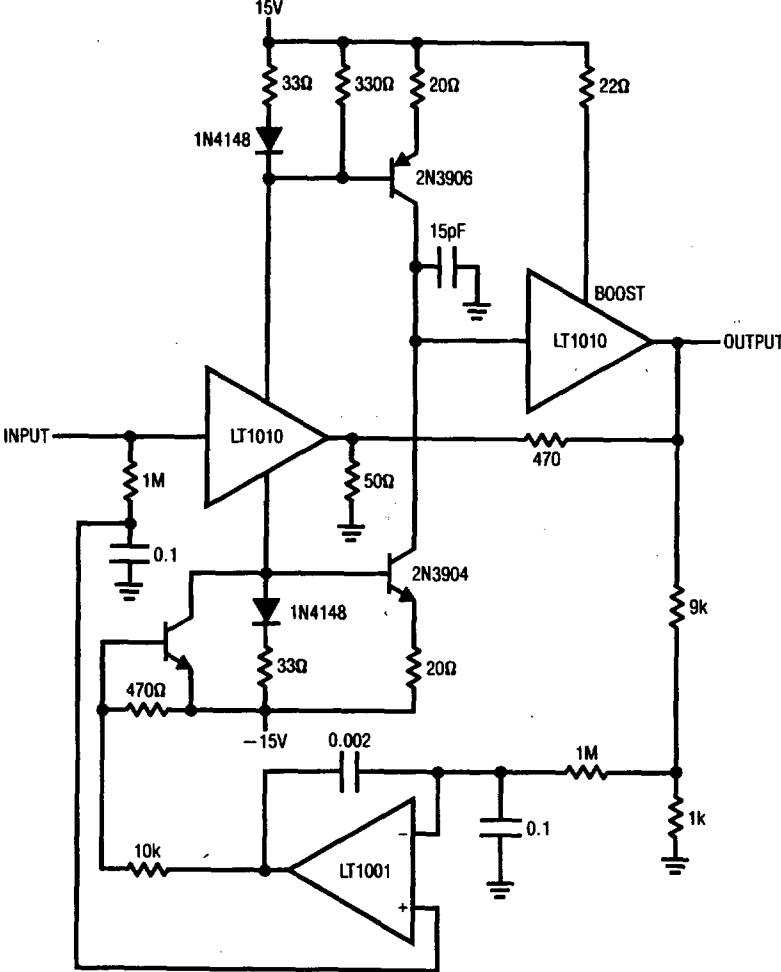 15V
33Ω
330Ω
20Ω
22Ω
1N4148
2N3906
15pF
BOOST
LT1010
OUTPUT
INPUT
LT1010
470
1M
50Ω
0.1
2N3904
1N4148
9k
33Ω
20Ω
470Ω
−15V
0.002
1M
1k
0.1
10k
−
LT1001
+